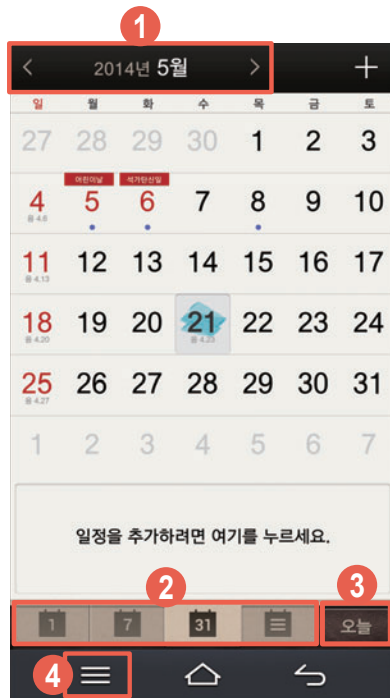 1
2014년 5월
일 월 화 수 목 금 토
27 28 29 30 1 2 3
어린이날 석가탄신일
4 5 6 7 8 9 10
음 4.6
11 12 13 14 15 16 17
음 4.13
18 19 20 21 22 23 24
음 4.20 음 4.23
25 26 27 28 29 30 31
음 4.27
1 2 3 4 5 6 7
일정을 추가하려면 여기를 누르세요.
2 3
1 7 31 오늘
4